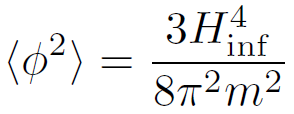 ⟨ϕ²⟩ = 3H⁴_inf / 8π²m²